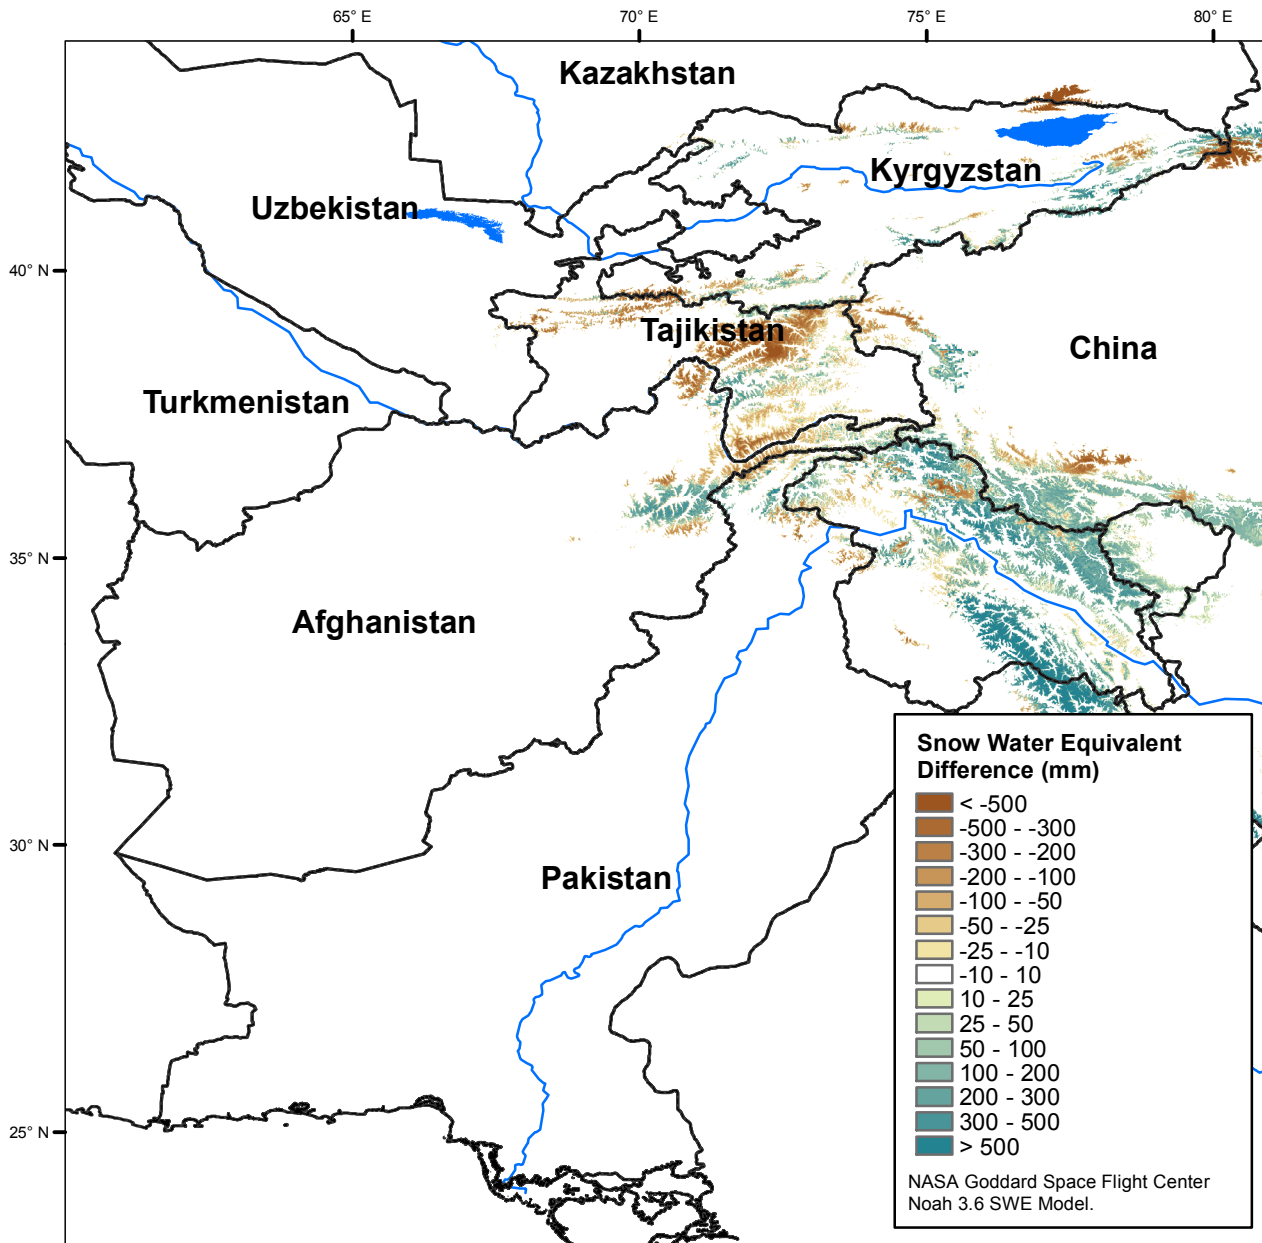 65° E
70° E
75° E
80° E
Kazakhstan
Kyrgyzstan
Uzbekistan
40° N
Tajikistan
China
Turkmenistan
35° N
Afghanistan
30° N
Pakistan
25° N
Snow Water Equivalent
Difference (mm)
< -500
-500 - -300
-300 - -200
-200 - -100
-100 - -50
-50 - -25
-25 - -10
-10 - 10
10 - 25
25 - 50
50 - 100
100 - 200
200 - 300
300 - 500
> 500
NASA Goddard Space Flight Center
Noah 3.6 SWE Model.